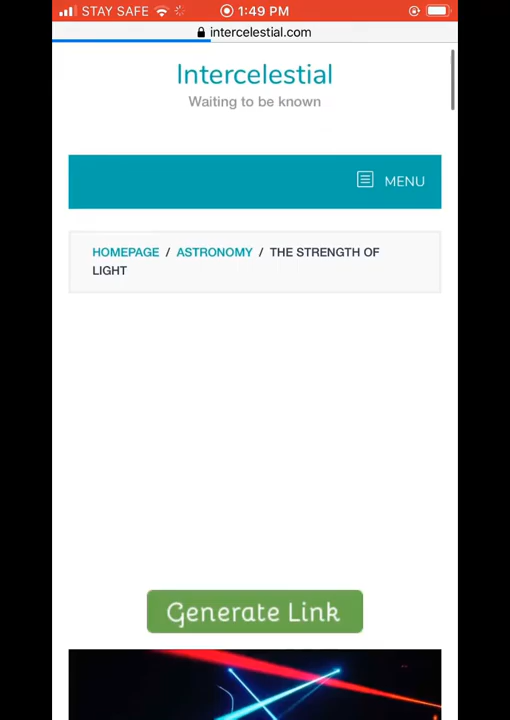 STAY SAFE 1:49 PM
intercelestial.com
Intercelestial
Waiting to be known
MENU
HOMEPAGE / ASTRONOMY / THE STRENGTH OF
LIGHT
Generate Link